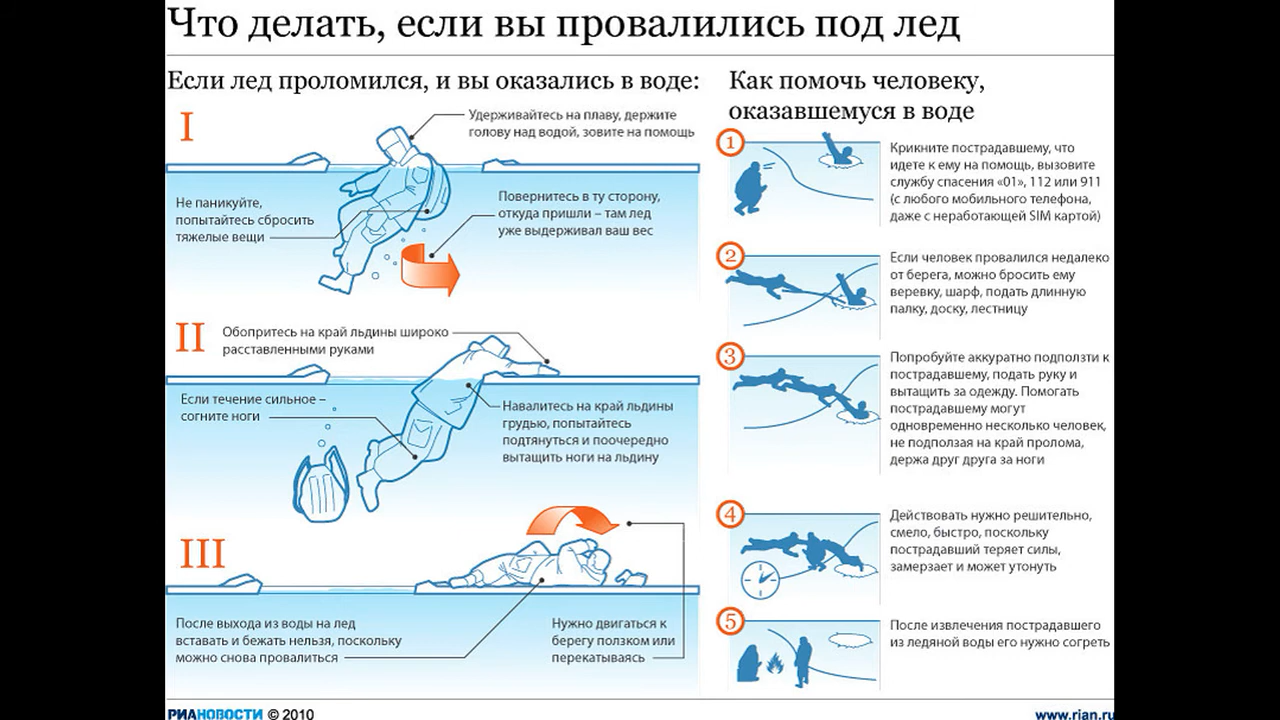 Что делать, если вы провалились под лед
Если лед проломился, и вы оказались в воде:
I
Удерживайтесь на плаву, держите
голову над водой, зовите на помощь
Не паникуйте,
попытайтесь сбросить
тяжелые вещи
Повернитесь в ту сторону,
откуда пришли – там лед
уже выдерживал ваш вес
II
Обопритесь на край льдины широко
расставленными руками
Если течение сильное –
согните ноги
Навалитесь на край льдины
грудью, попытайтесь
подтянуться и поочередно
вытащить ноги на льдину
III
После выхода из воды на лед
вставать и бежать нельзя, поскольку
можно снова провалиться
Нужно двигаться к
берегу ползком или
перекатываясь
Как помочь человеку,
оказавшемуся в воде
1
Крикните пострадавшему, что
идете к ему на помощь, вызовите
службу спасения «01», 112 или 911
(с любого мобильного телефона,
даже с неработающей SIM картой)
2
Если человек провалился недалеко
от берега, можно бросить ему
веревку, шарф, подать длинную
палку, доску, лестницу
3
Попробуйте аккуратно подползти к
пострадавшему, подать руку и
вытащить за одежду. Помогать
пострадавшему могут
одновременно несколько человек,
не подползая на край пролома,
держа друг друга за ноги
4
Действовать нужно решительно,
смело, быстро, поскольку
пострадавший теряет силы,
замерзает и может утонуть
5
После извлечения пострадавшего
из ледяной воды его нужно согреть
РИАНОВОСТИ © 2010
www.rian.ru